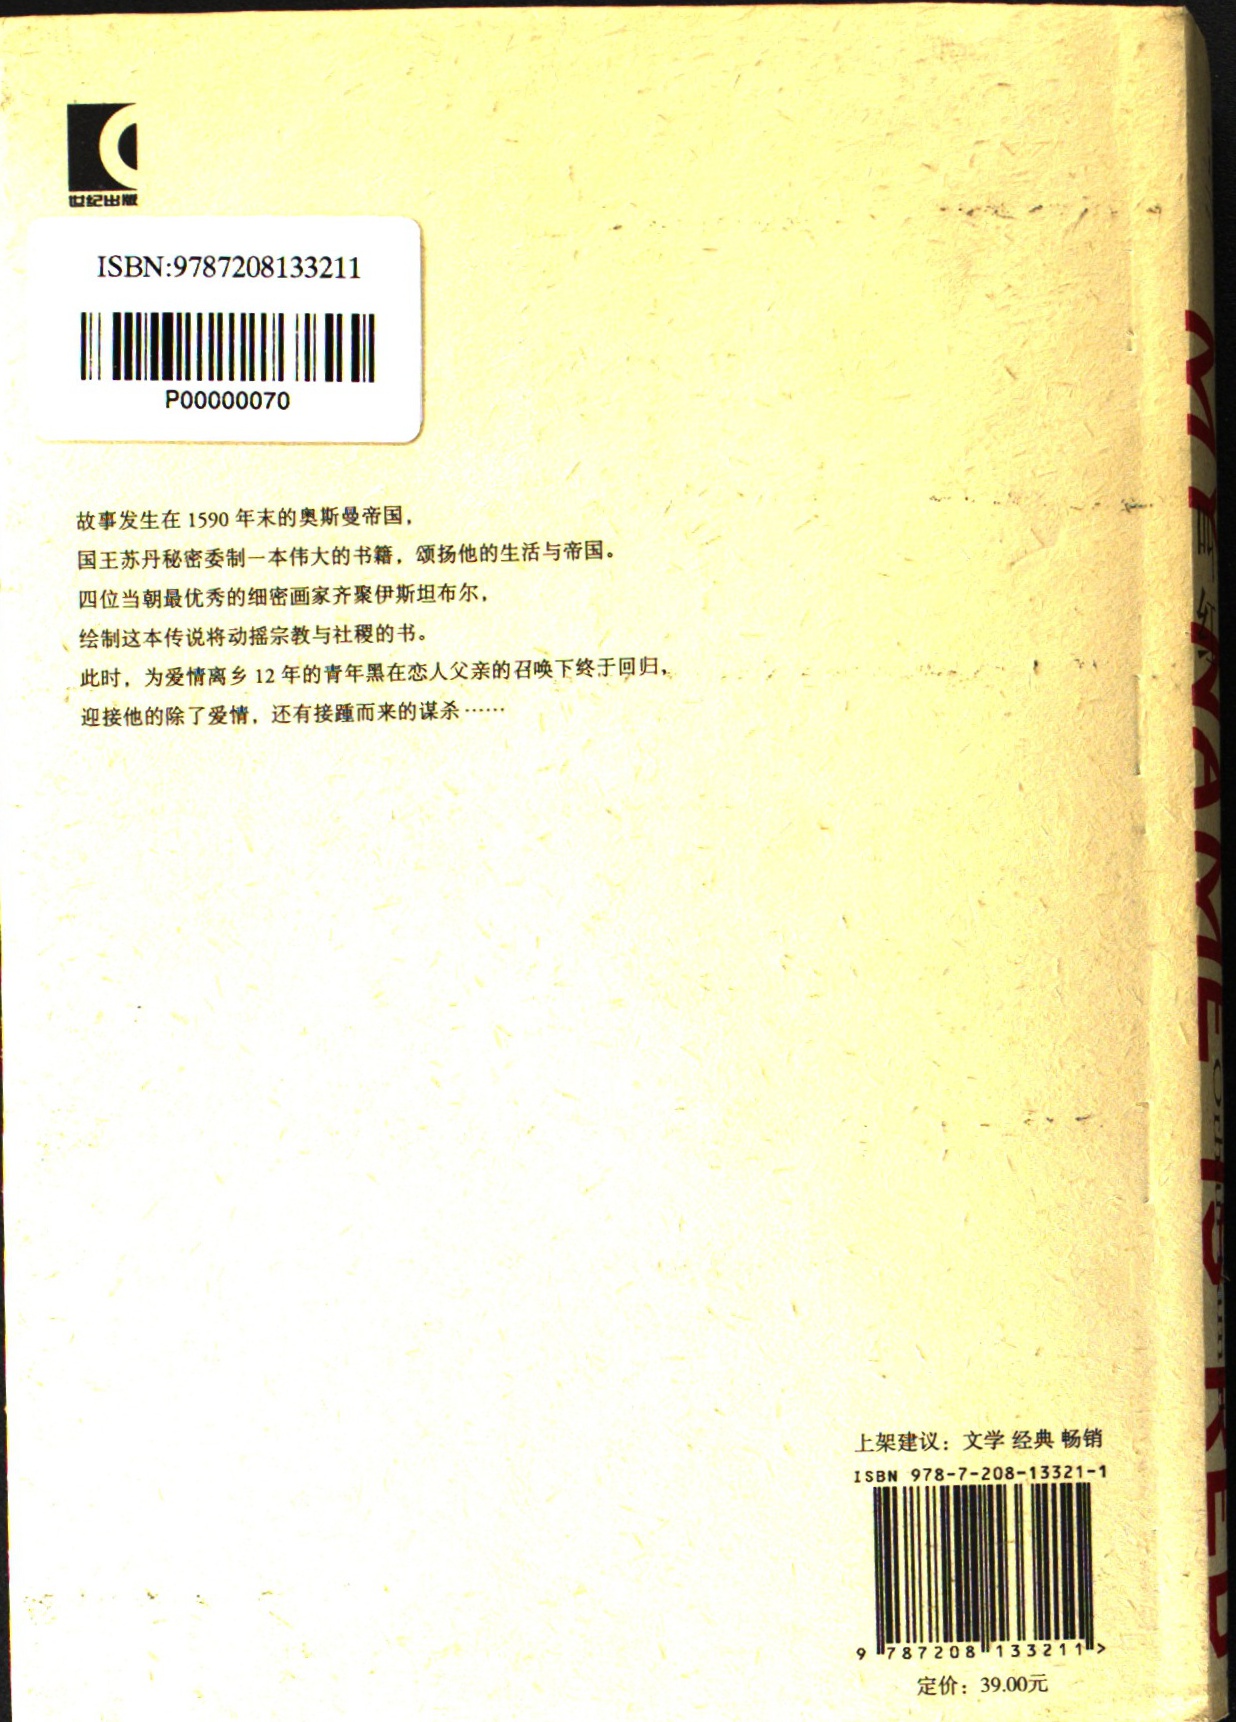 世纪出版
ISBN:9787208133211
P00000070
故事发生在 1590 年末的奥斯曼帝国，
国王苏丹秘密委制一本伟大的书籍，颂扬他的生活与帝国。
四位当朝最优秀的细密画家齐聚伊斯坦布尔，
绘制这本传说将动摇宗教与社稷的书。
此时，为爱情离乡 12 年的青年黑在恋人父亲的召唤下终于回归，
迎接他的除了爱情，还有接踵而来的谋杀……
MY NAME IS RED
上架建议：文学 经典 畅销
ISBN 978-7-208-13321-1
9 787208 133211 >
定价：39.00元